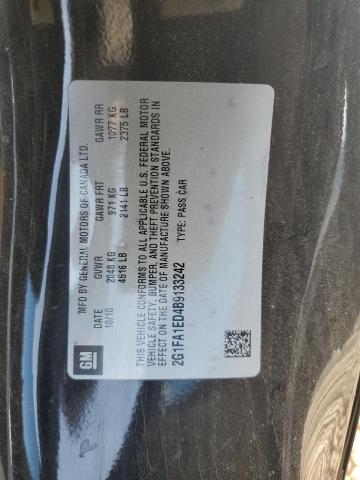 GM
MFD BY GENERAL MOTORS OF CANADA LTD.
DATE GVWR GAWR FRT GAWR RR
10/10 2048 KG 971 KG 1077 KG
4516 LB 2141 LB 2375 LB
THIS VEHICLE CONFORMS TO ALL APPLICABLE U.S. FEDERAL MOTOR
VEHICLE SAFETY, BUMPER, AND THEFT PREVENTION STANDARDS IN
EFFECT ON THE DATE OF MANUFACTURE SHOWN ABOVE.
2G1FA1ED4B9133242 TYPE: PASS CAR